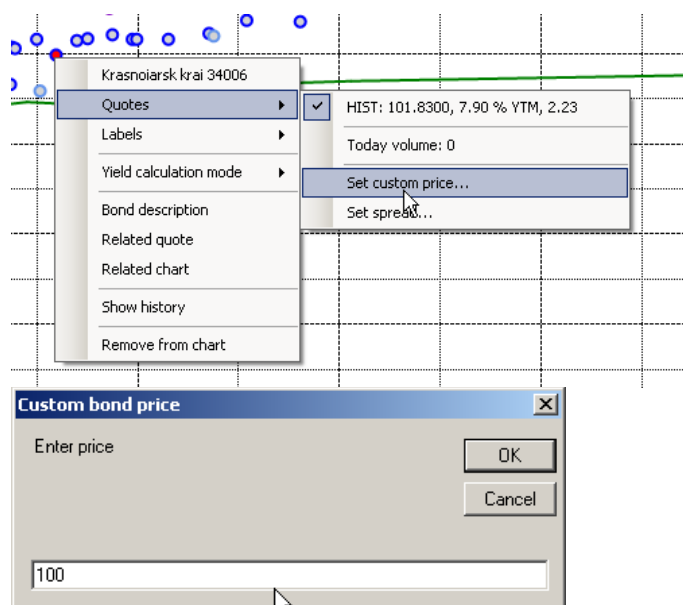 Krasnoiarsk krai 34006
Quotes
Labels
Yield calculation mode
Bond description
Related quote
Related chart
Show history
Remove from chart
HIST: 101.8300, 7.90 % YTM, 2.23
Today volume: 0
Set custom price...
Set spread...
Custom bond price
Enter price
OK
Cancel
100